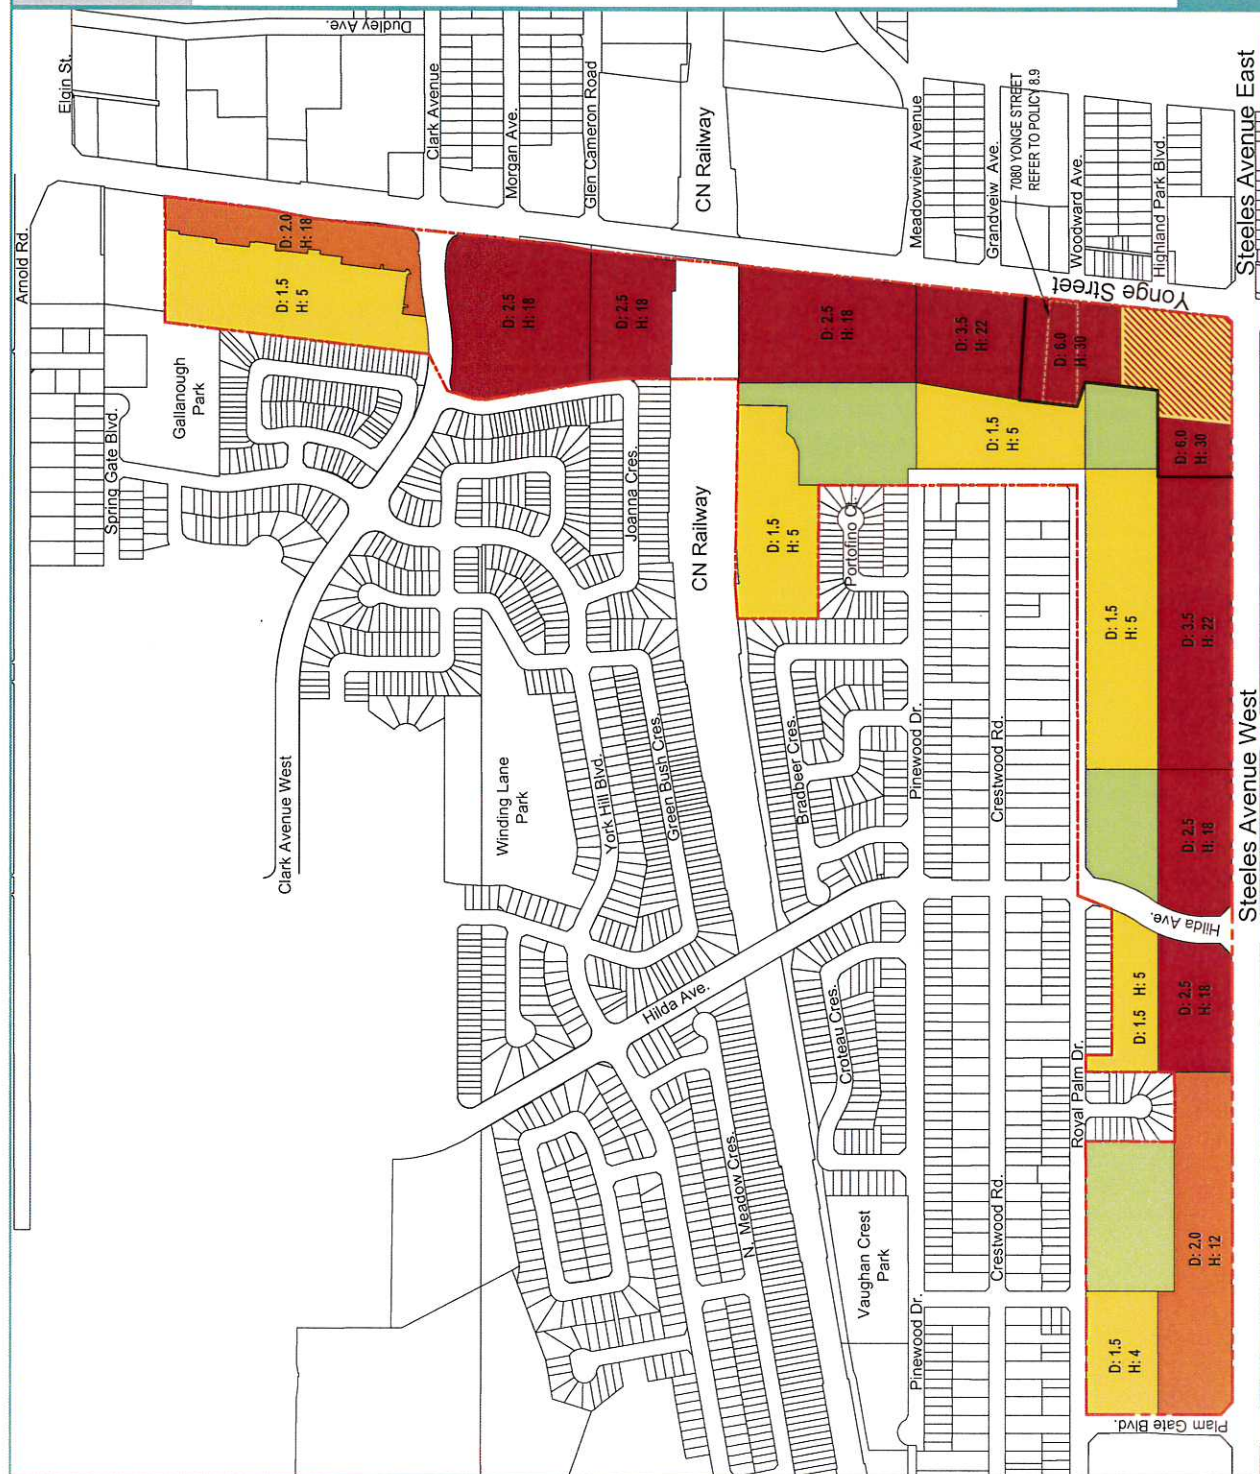 Elgin St.
Dudley Ave.
Arnold Rd.
Clark Avenue
Morgan Ave.
Glen Cameron Road
CN Railway
Meadowview Avenue
Grandveiw Ave.
7080 YONGE STREET
REFER TO POLICY 8.9
Woodward Ave.
Highland Park Blvd.
Steeles Avenue East
Yonge Street
D: 2.0
H: 18
D: 1.5
H: 5
D: 2.5
H: 18
D: 2.5
H: 18
D: 2.5
H: 18
D: 3.5
H: 22
D: 6.0
H: 30
Gallanough
Park
Spring Gate Blvd.
Joanna Cres.
CN Railway
D: 1.5
H: 5
Portofino Ct.
D: 1.5
H: 5
D: 6.0
H: 30
D: 1.5
H: 5
D: 3.5
H: 22
Clark Avenue West
Winding Lane
Park
York Hill Blvd.
Green Bush Cres.
Bradbeer Cres.
Pinewood Dr.
Crestwood Rd.
D: 2.5
H: 18
Steeles Avenue West
Hilda Ave.
Hilda Ave.
Croteau Cres.
D: 1.5 H: 5
D: 2.5
H: 18
Royal Palm Dr.
N. Meadow Cres.
Vaughan Crest
Park
Crestwood Rd.
Pinewood Dr.
D: 2.0
H: 12
D: 1.5
H: 4
Plam Gate Blvd.